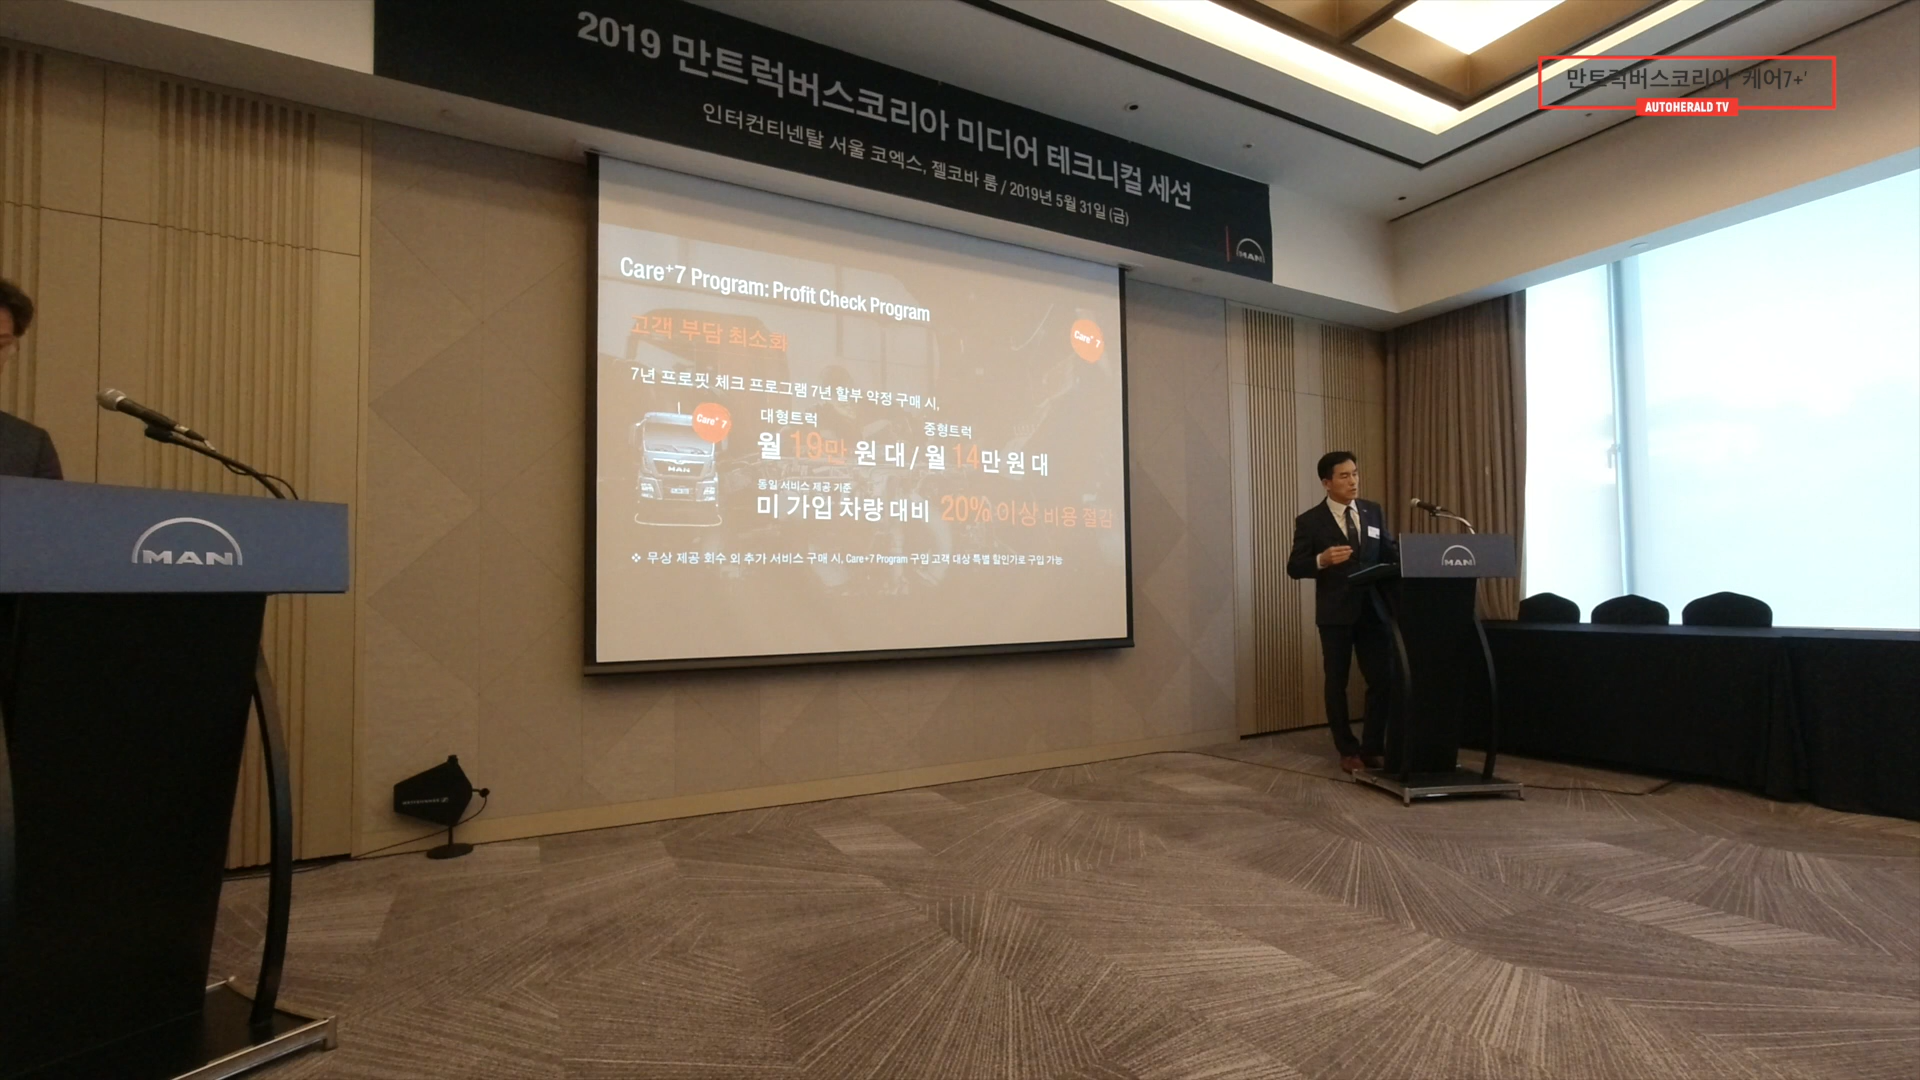 2019 만트럭버스코리아 미디어 테크니컬 세션
인터컨티넨탈 서울 코엑스, 젤코바 룸 / 2019년 5월 31일 (금)
MAN
만트럭버스코리아 '케어7+'
AUTOHERALD TV
Care+7 Program: Profit Check Program
고객 부담 최소화
Care+ 7
7년 프로핏 체크 프로그램 7년 할부 약정 구매 시,
Care+ 7
대형트럭 중형트럭
월 19만 원 대 / 월 14만 원 대
MAN
동일 서비스 제공 기준
미 가입 차량 대비 20% 이상 비용 절감
❖ 무상 제공 회수 외 추가 서비스 구매 시, Care+7 Program 구입 고객 대상 특별 할인가로 구입 가능
MAN
MAN